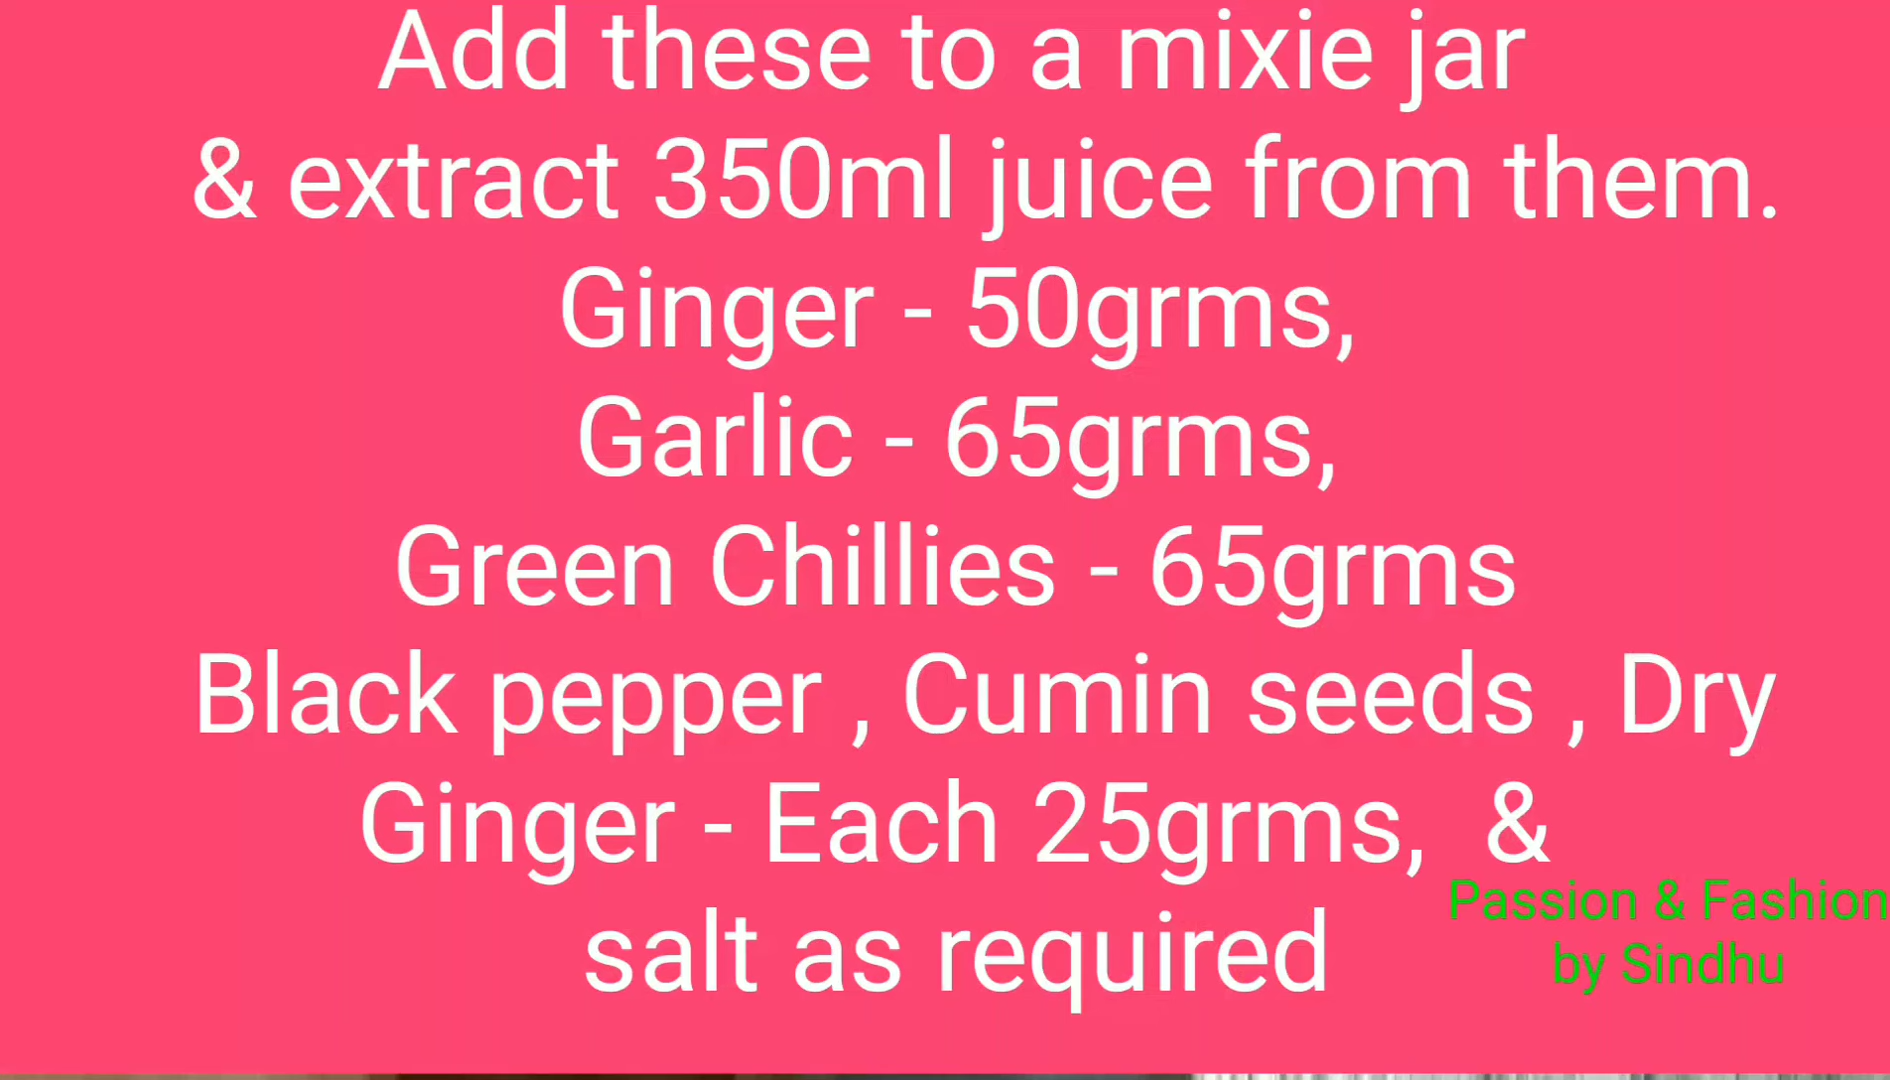 Add these to a mixie jar
& extract 350ml juice from them.
Ginger - 50grms,
Garlic - 65grms,
Green Chillies - 65grms
Black pepper , Cumin seeds , Dry
Ginger - Each 25grms, &
salt as required
Passion & Fashion
by Sindhu